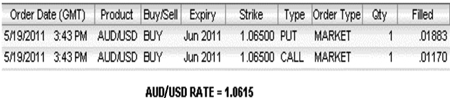 Order Date (GMT) Product Buy/Sell Expiry Strike Type Order Type Qty Filled
5/19/2011 3:43 PM AUD/USD BUY Jun 2011 1.06500 PUT MARKET 1 .01883
5/19/2011 3:43 PM AUD/USD BUY Jun 2011 1.06500 CALL MARKET 1 .01170
AUD/USD RATE = 1.0615